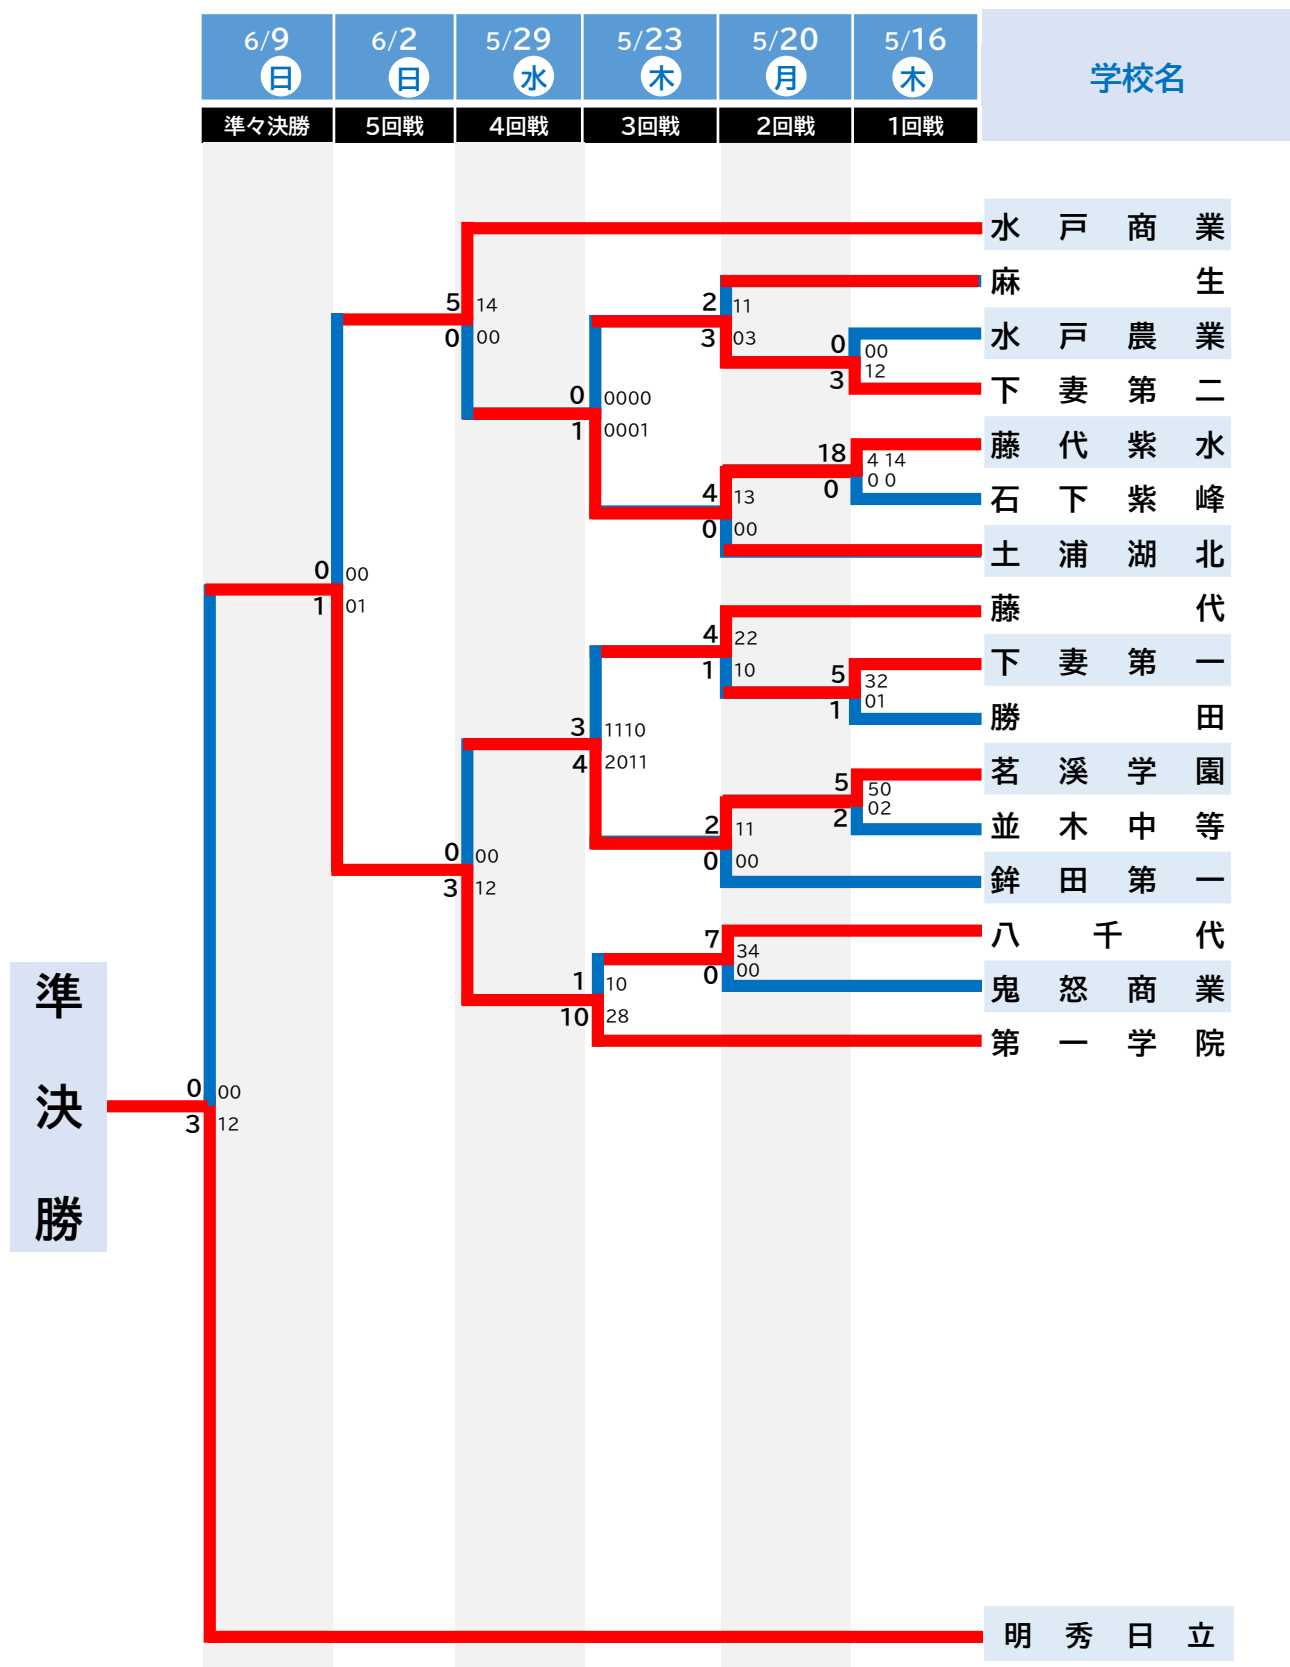 6/9 6/2 5/29 5/23 5/20 5/16 学校名
日 日 水 木 月 木
準々決勝 5回戦 4回戦 3回戦 2回戦 1回戦
水戸商業
麻生
5 14 2 11
0 00 3 03
水戸農業
0 00
3 12
下妻第二
0 0000
1 0001
藤代紫水
18 4 14
0 0 0
石下紫峰
4 13
0 00
土浦湖北
0 00
1 01
藤代
4 22
1 10
下妻第一
5 32
1 01
勝田
3 1110
4 2011
茗溪学園
5 50
2 02
並木中等
2 11
0 00
0 00
3 12
鉾田第一
八千代
7 34
0 00
鬼怒商業
1 10
10 28
第一学院
準決勝
0 00
3 12
明秀日立